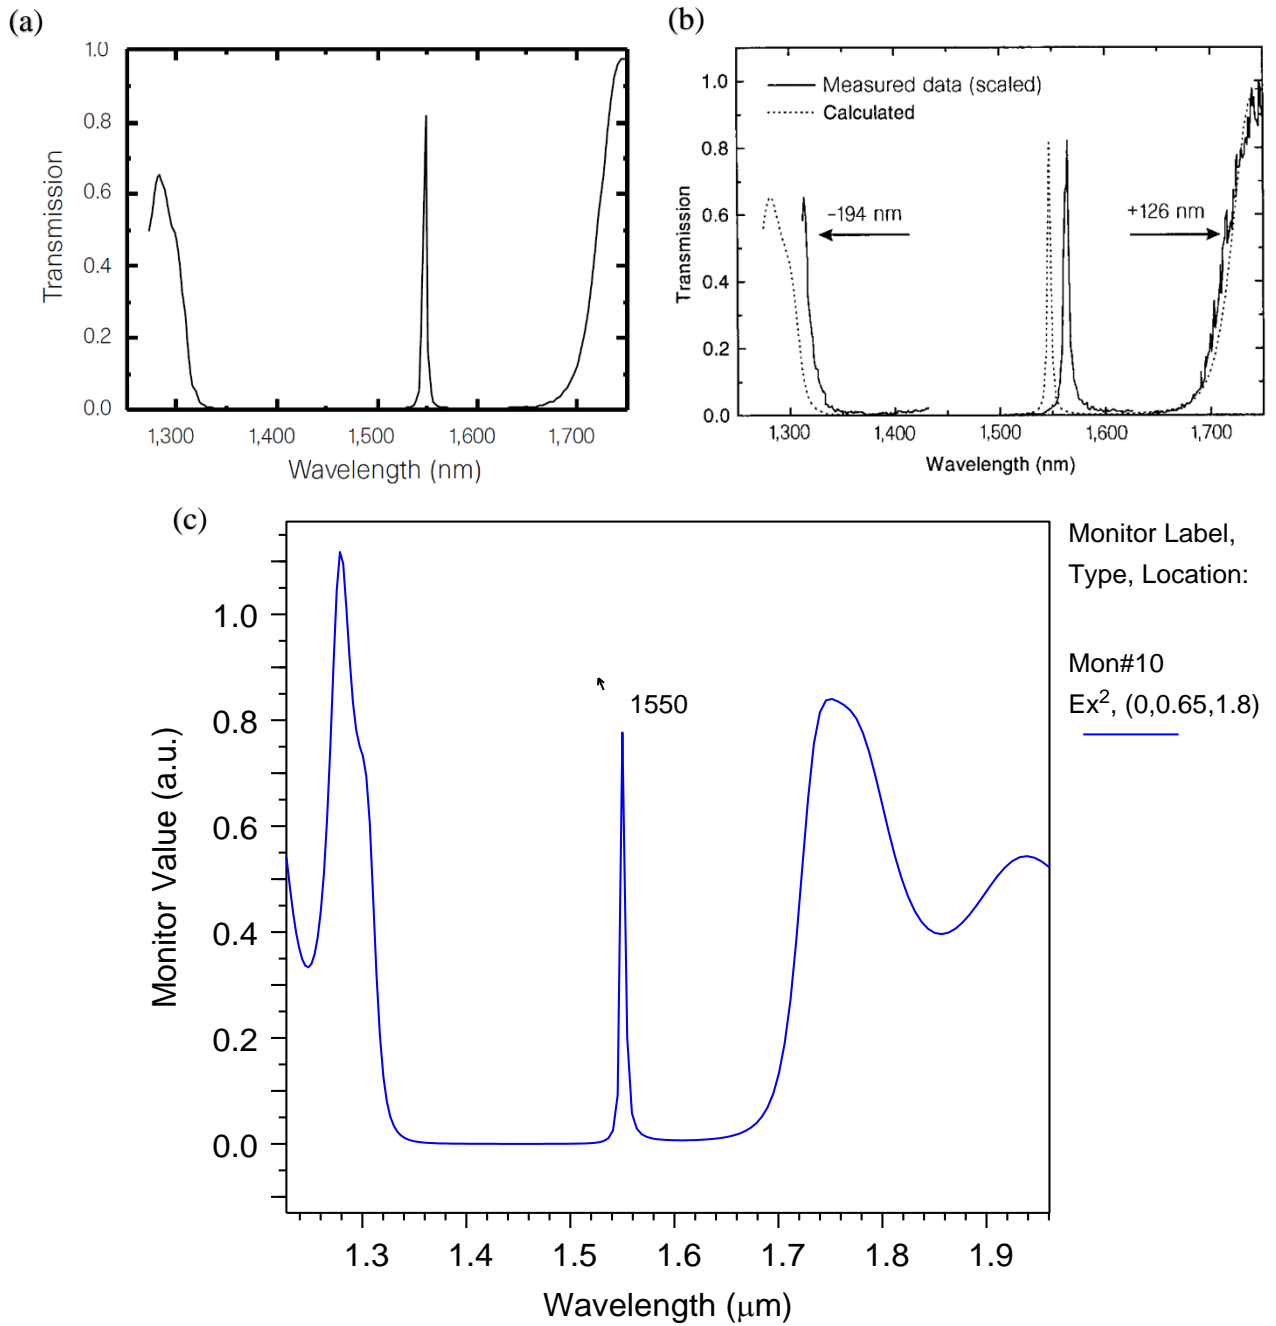 (a)
1.0
0.8
0.6
0.4
0.2
0.0
Transmission
1,300
1,400
1,500
1,600
1,700
Wavelength (nm)
(b)
Measured data (scaled)
Calculated
1.0
0.8
0.6
0.4
0.2
0.0
Transmission
−194 nm
+126 nm
1,300
1,400
1,500
1,600
1,700
Wavelength (nm)
(c)
1.0
0.8
0.6
0.4
0.2
0.0
Monitor Value (a.u.)
1550
1.3
1.4
1.5
1.6
1.7
1.8
1.9
Wavelength (μm)
Monitor Label,
Type, Location:
Mon#10
Ex², (0,0.65,1.8)